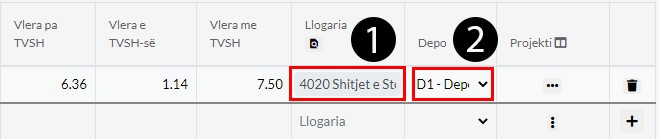 Vlera pa TVSH Vlera e TVSH-së Vlera me TVSH Llogaria 1 Depo 2 Projekti
6.36 1.14 7.50 4020 Shitjet e Sto D1 - Depo
Llogaria